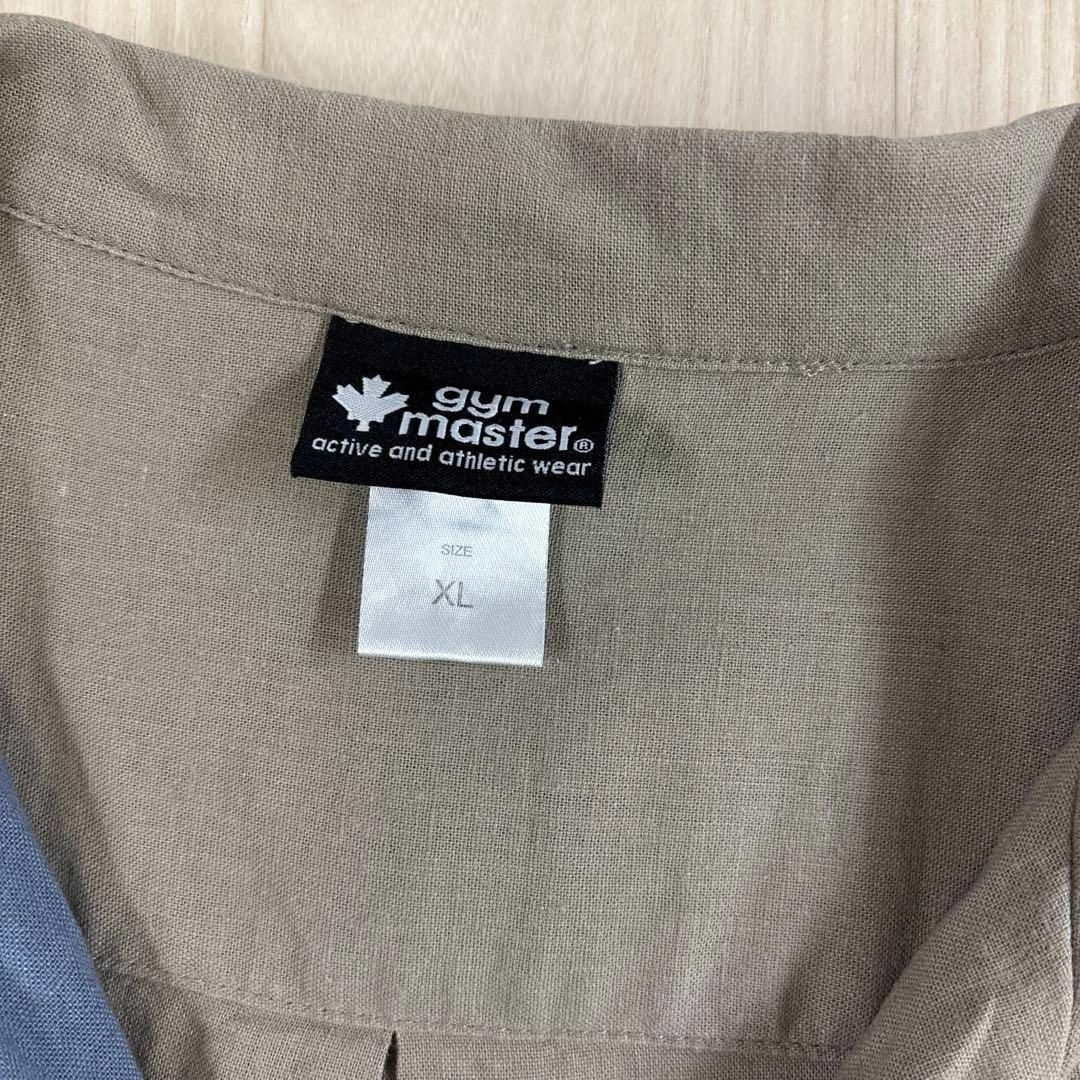 gym
master®
active and athletic wear
SIZE
XL